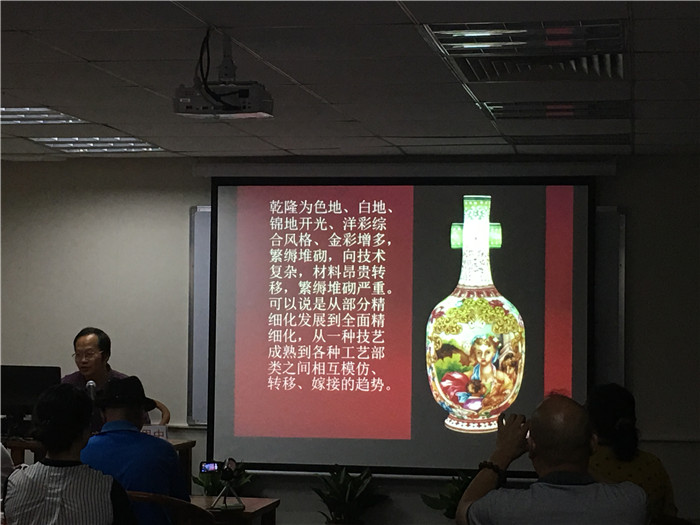 乾隆为色地、白地、
锦地开光、洋彩综
合风格、金彩增多，
繁缛堆砌，向技术
复杂，材料昂贵转
移，繁缛堆砌严重。
可以说是从部分精
细化发展到全面精
细化，从一种技艺
成熟到各种工艺部
类之间相互模仿、
转移、嫁接的趋势。